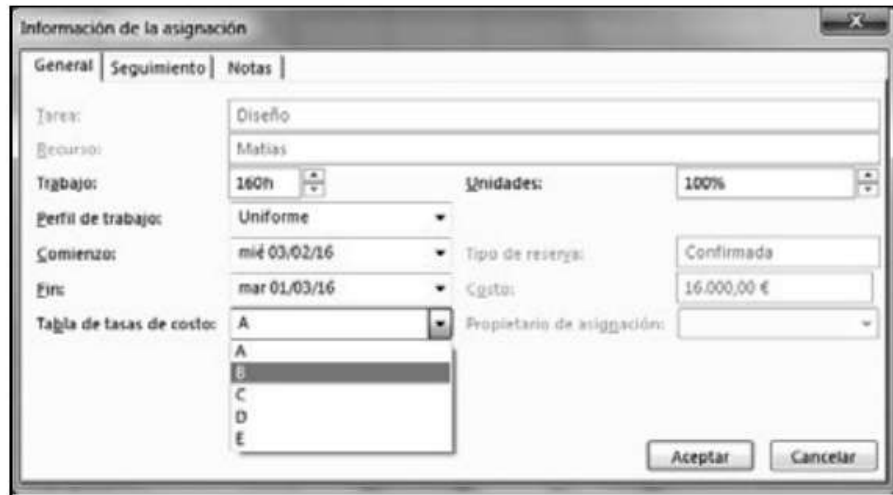 Información de la asignación
General Seguimiento Notas
Tarea: Diseño
Recurso: Matias
Trabajo: 160h Unidades: 100%
Perfil de trabajo: Uniforme
Comienzo: mié 03/02/16 Tipo de reserva: Confirmada
Fin: mar 01/03/16 Costo: 16.000,00 €
Tabla de tasas de costo: A Propietario de asignación:
A
B
C
D
E
Aceptar Cancelar